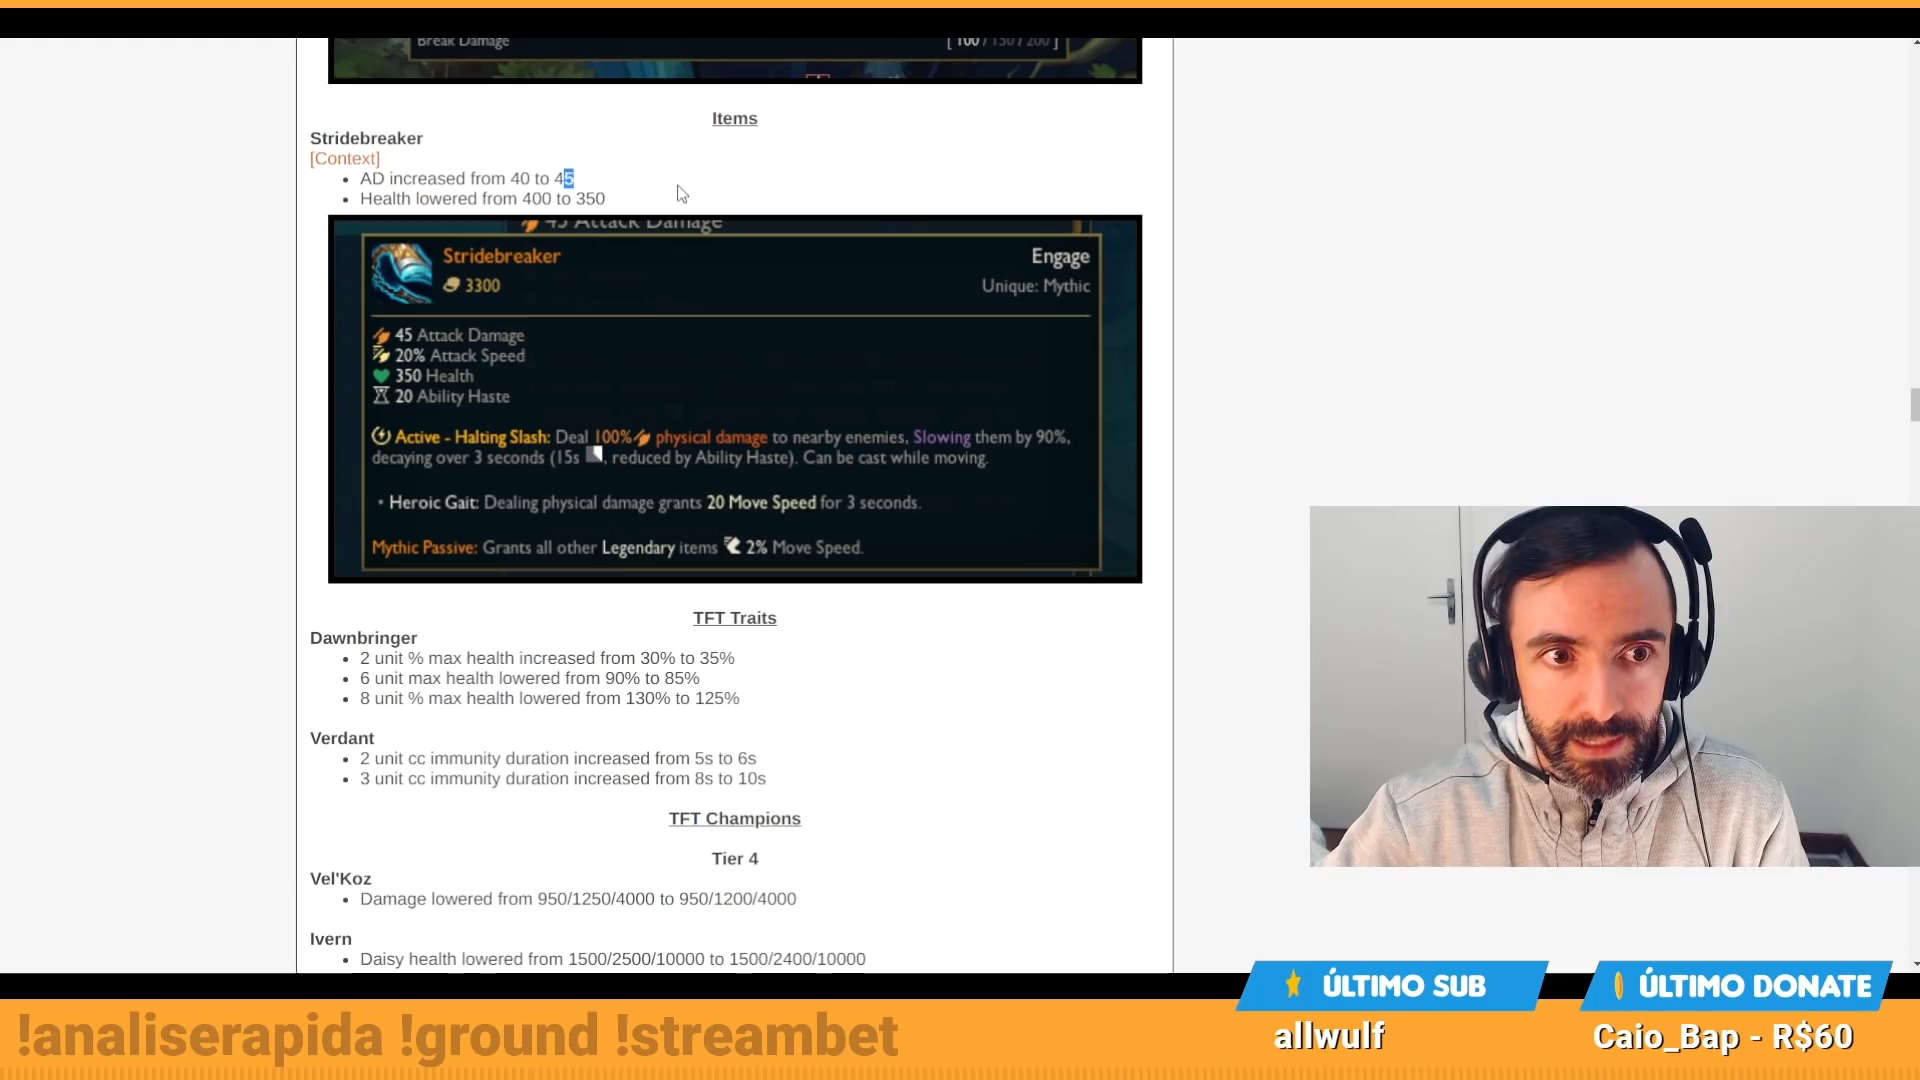 Break Damage [ 100 / 150 / 200 ]
Items
Stridebreaker
[Context]
AD increased from 40 to 45
Health lowered from 400 to 350
45 Attack Damage
Stridebreaker Engage
3300 Unique: Mythic
45 Attack Damage
20% Attack Speed
350 Health
20 Ability Haste
Active - Halting Slash: Deal 100% physical damage to nearby enemies, Slowing them by 90%,
decaying over 3 seconds (15s , reduced by Ability Haste). Can be cast while moving.
• Heroic Gait: Dealing physical damage grants 20 Move Speed for 3 seconds.
Mythic Passive: Grants all other Legendary items 2% Move Speed.
TFT Traits
Dawnbringer
2 unit % max health increased from 30% to 35%
6 unit max health lowered from 90% to 85%
8 unit % max health lowered from 130% to 125%
Verdant
2 unit cc immunity duration increased from 5s to 6s
3 unit cc immunity duration increased from 8s to 10s
TFT Champions
Tier 4
Vel'Koz
Damage lowered from 950/1250/4000 to 950/1200/4000
Ivern
Daisy health lowered from 1500/2500/10000 to 1500/2400/10000
ÚLTIMO SUB
ÚLTIMO DONATE
!analiserapida !ground !streambet
allwulf
Caio_Bap - R$60